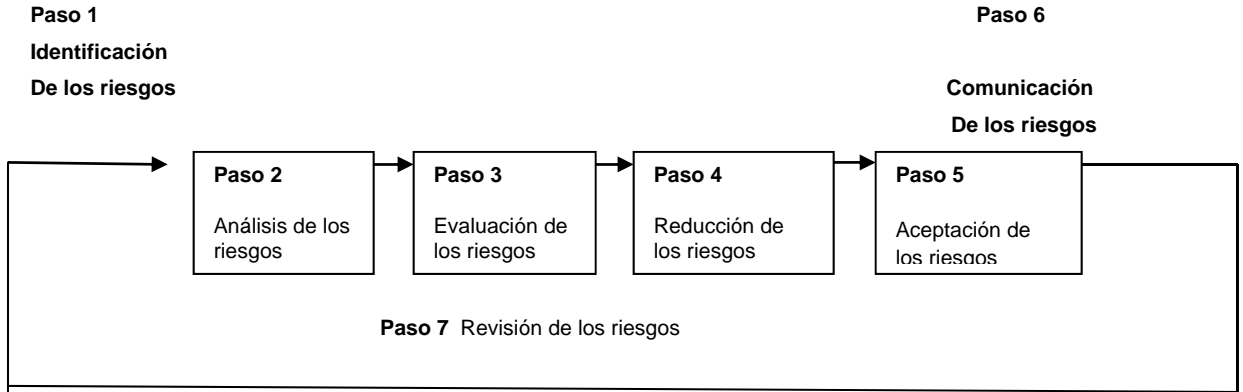 Paso 1
Identificación
De los riesgos
Paso 6
Comunicación
De los riesgos
Paso 2
Análisis de los
riesgos
Paso 3
Evaluación de
los riesgos
Paso 4
Reducción de
los riesgos
Paso 5
Aceptación de
los riesgos
Paso 7 Revisión de los riesgos